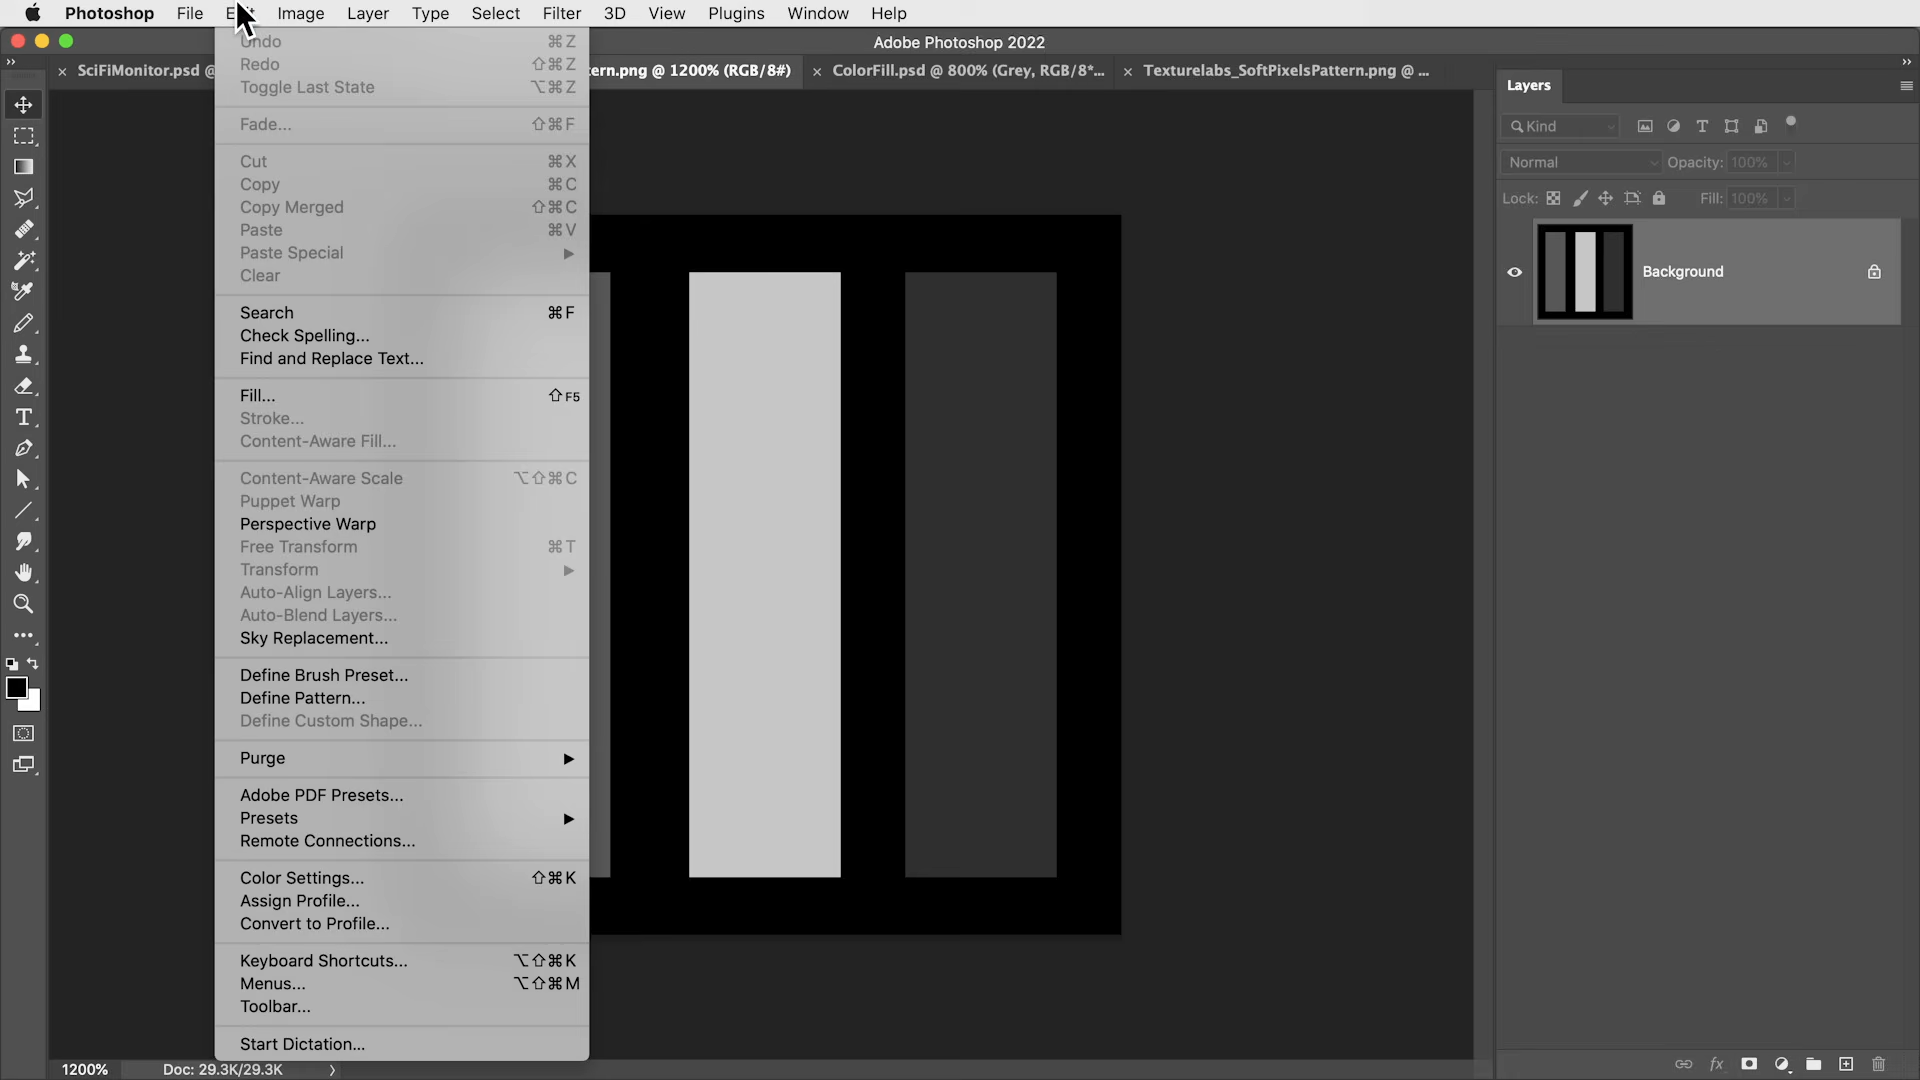 Photoshop File Edit Image Layer Type Select Filter 3D View Plugins Window Help
Adobe Photoshop 2022
SciFiMonitor.psd @
ern.png @ 1200% (RGB/8#)
ColorFill.psd @ 800% (Grey, RGB/8*...
Texturelabs_SoftPixelsPattern.png @ ...
Undo ⌘Z
Redo ⇧⌘Z
Toggle Last State ⌥⌘Z
Fade... ⇧⌘F
Cut ⌘X
Copy ⌘C
Copy Merged ⇧⌘C
Paste ⌘V
Paste Special
Clear
Search ⌘F
Check Spelling...
Find and Replace Text...
Fill... ⇧F5
Stroke...
Content-Aware Fill...
Content-Aware Scale ⌥⇧⌘C
Puppet Warp
Perspective Warp
Free Transform ⌘T
Transform
Auto-Align Layers...
Auto-Blend Layers...
Sky Replacement...
Define Brush Preset...
Define Pattern...
Define Custom Shape...
Purge
Adobe PDF Presets...
Presets
Remote Connections...
Color Settings... ⇧⌘K
Assign Profile...
Convert to Profile...
Keyboard Shortcuts... ⌥⇧⌘K
Menus... ⌥⇧⌘M
Toolbar...
Start Dictation...
1200% Doc: 29.3K/29.3K
Layers
Kind
Normal Opacity: 100%
Lock: Fill: 100%
Background
fx